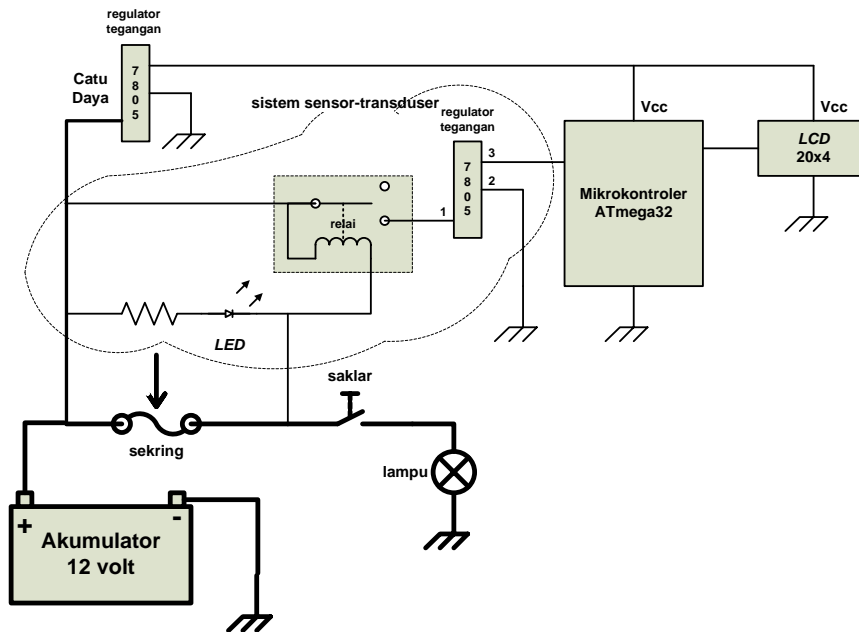 regulator
tegangan
Catu
Daya
7
8
0
5
sistem sensor-transduser
regulator
tegangan
7
8
0
5
3
2
1
relai
Vcc
Vcc
Mikrokontroler
ATmega32
LCD
20x4
LED
saklar
sekring
lampu
+
-
Akumulator
12 volt